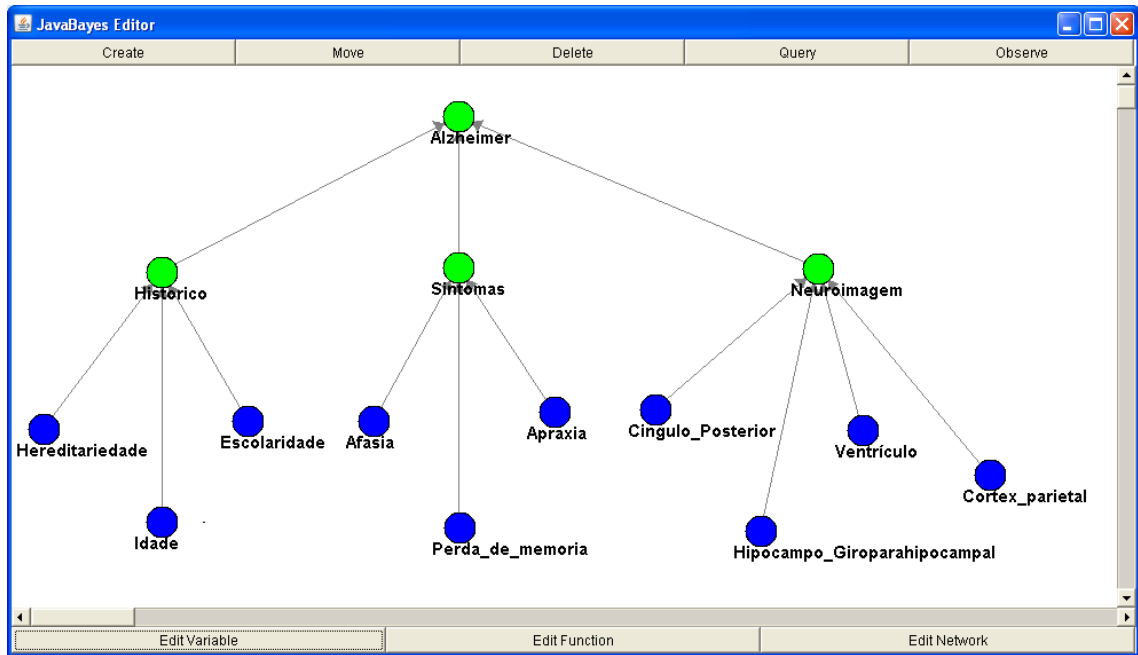 JavaBayes Editor
Create Move Delete Query Observe
Alzheimer
Historico Sintomas Neuroimagem
Hereditariedade Escolaridade Afasia Apraxia Cingulo_Posterior Ventrículo
Cortex_parietal
Idade Perda_de_memoria Hipocampo_Giroparahipocampal
Edit Variable Edit Function Edit Network